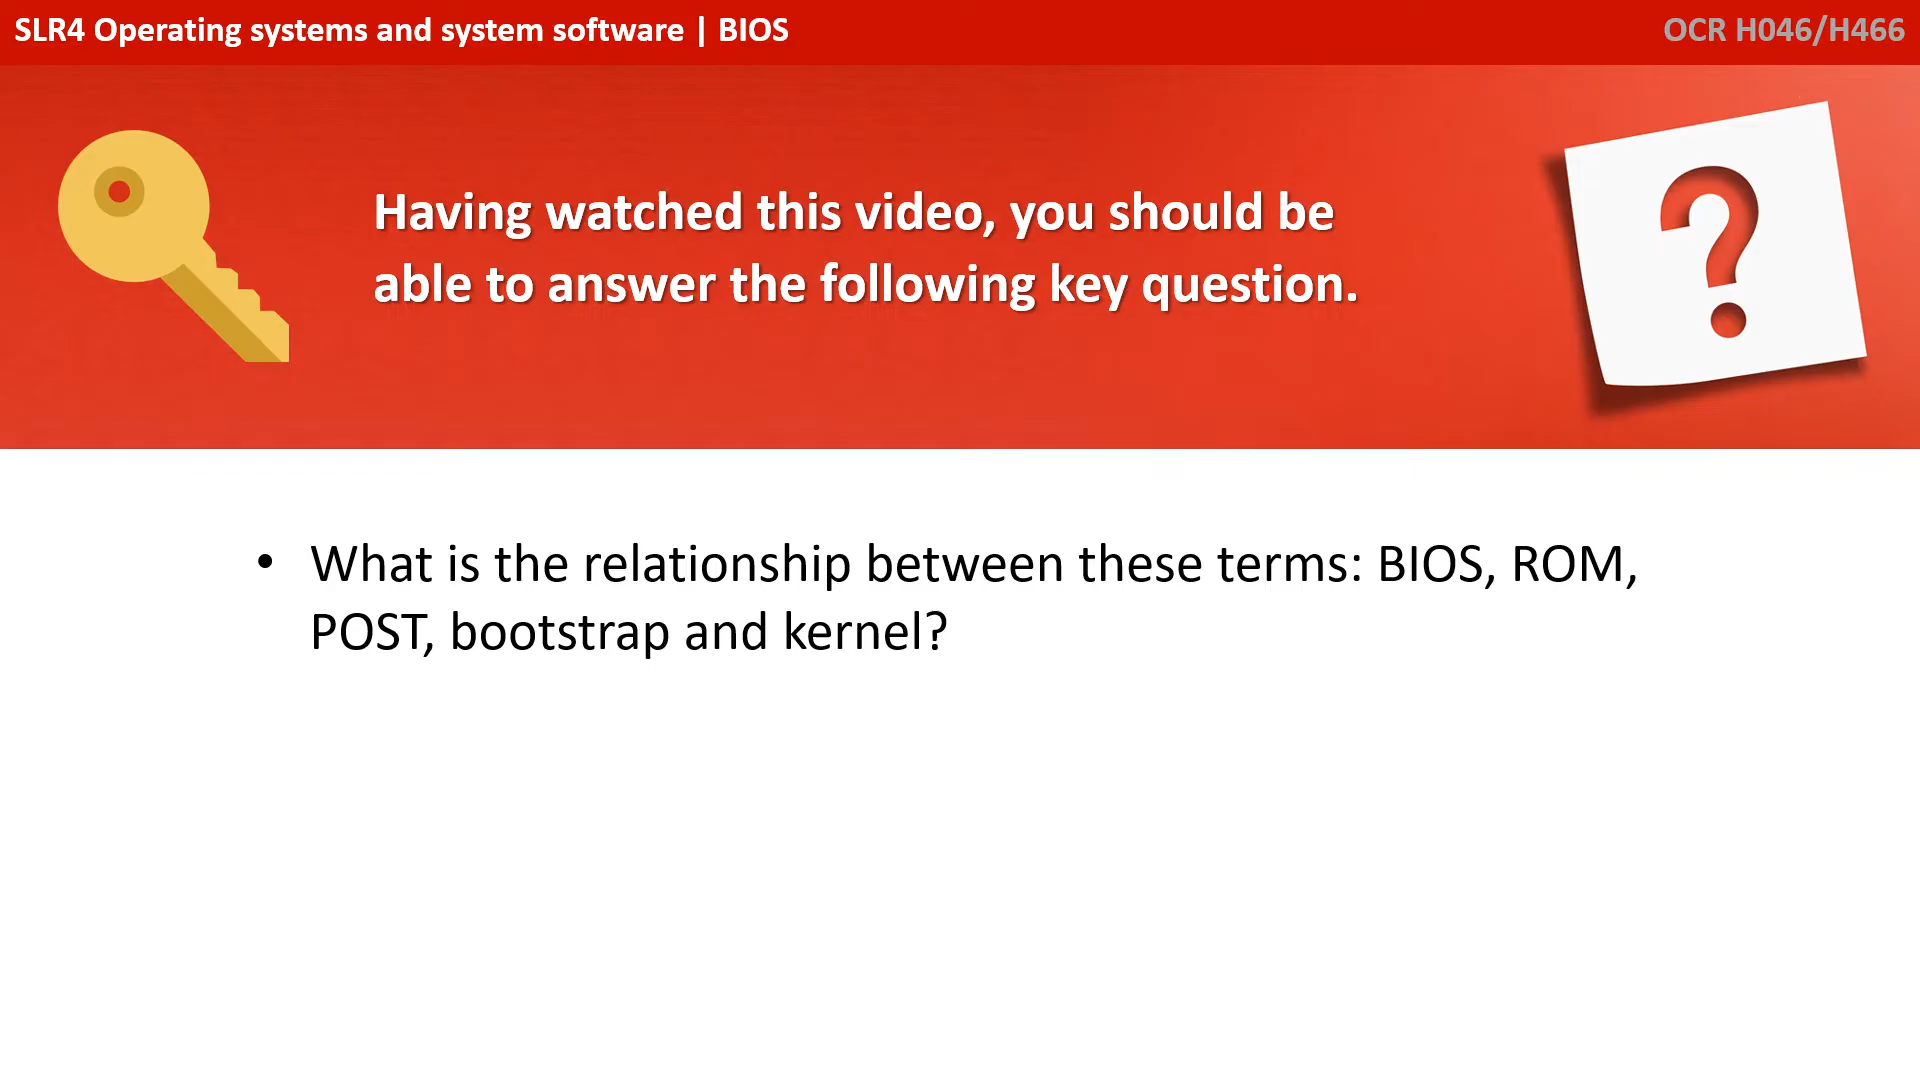 SLR4 Operating systems and system software | BIOS
OCR H046/H466
Having watched this video, you should be
able to answer the following key question.
?
• What is the relationship between these terms: BIOS, ROM,
POST, bootstrap and kernel?